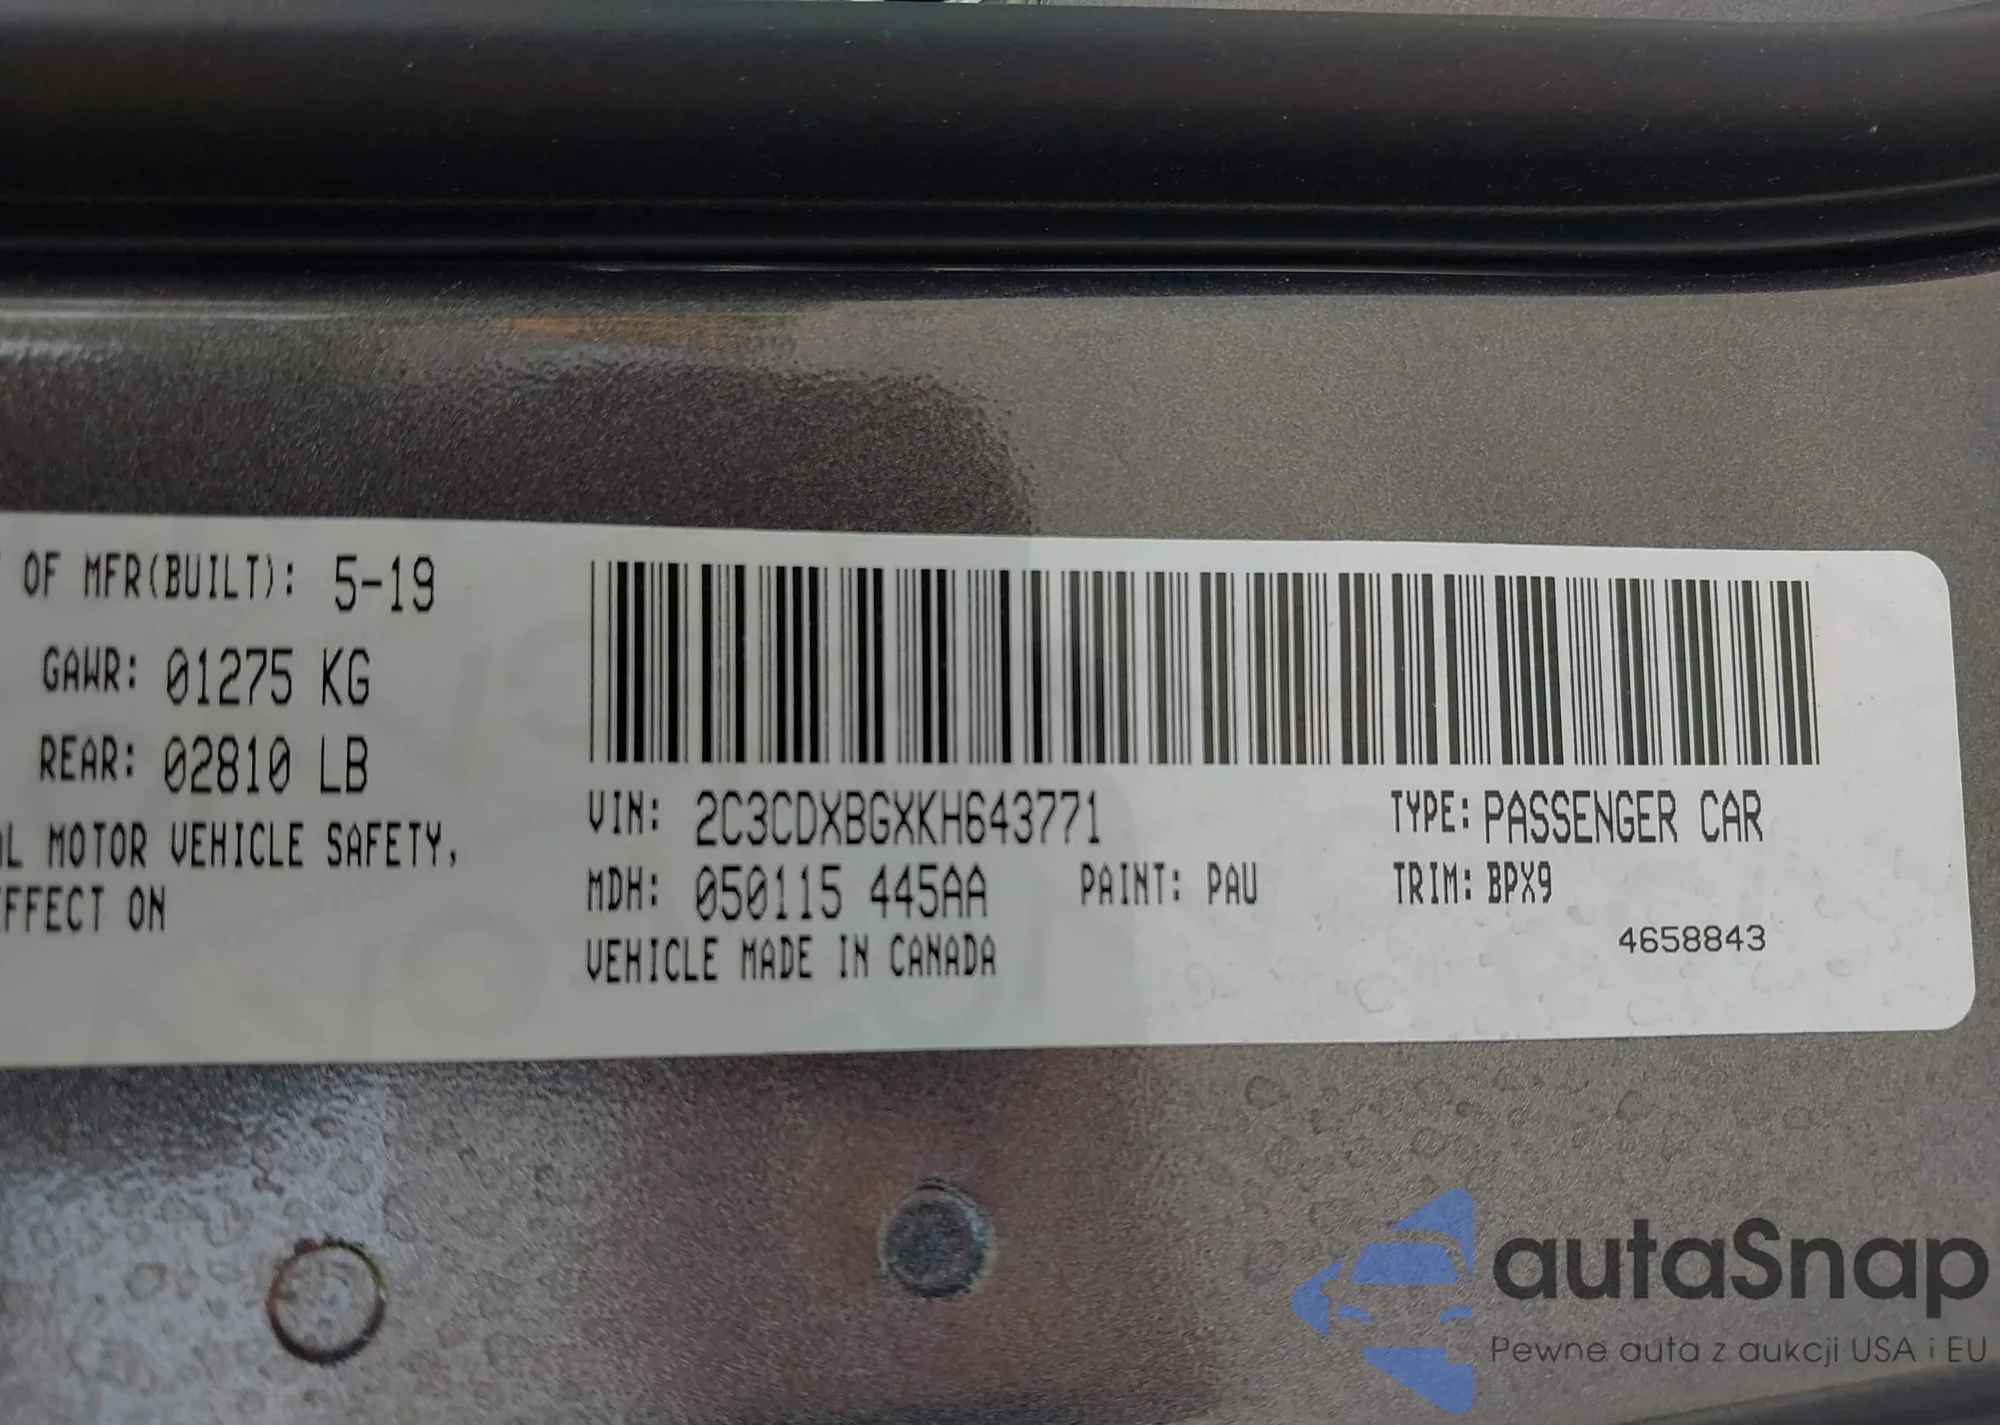 OF MFR(BUILT): 5-19
GAWR: 01275 KG
REAR: 02810 LB
L MOTOR VEHICLE SAFETY,
FFECT ON
VIN: 2C3CDXBGXKH643771
TYPE: PASSENGER CAR
MDH: 050115 445AA
PAINT: PAU
TRIM: BPX9
VEHICLE MADE IN CANADA
4658843
autaSnap
Pewne auta z aukcji USA i EU